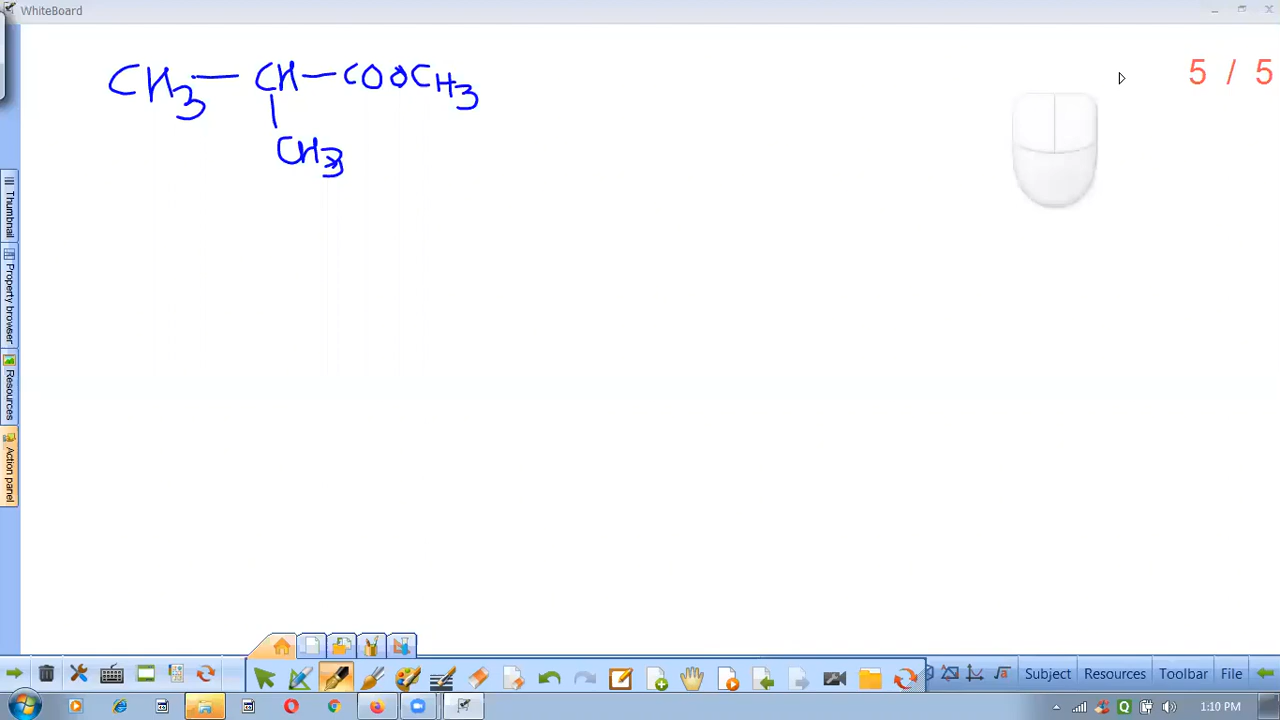 WhiteBoard
CH3 — CH — COOCH3
|
CH3
5 / 5
Thumbnail
Property browser
Resources
Action panel
Subject Resources Toolbar File
1:10 PM